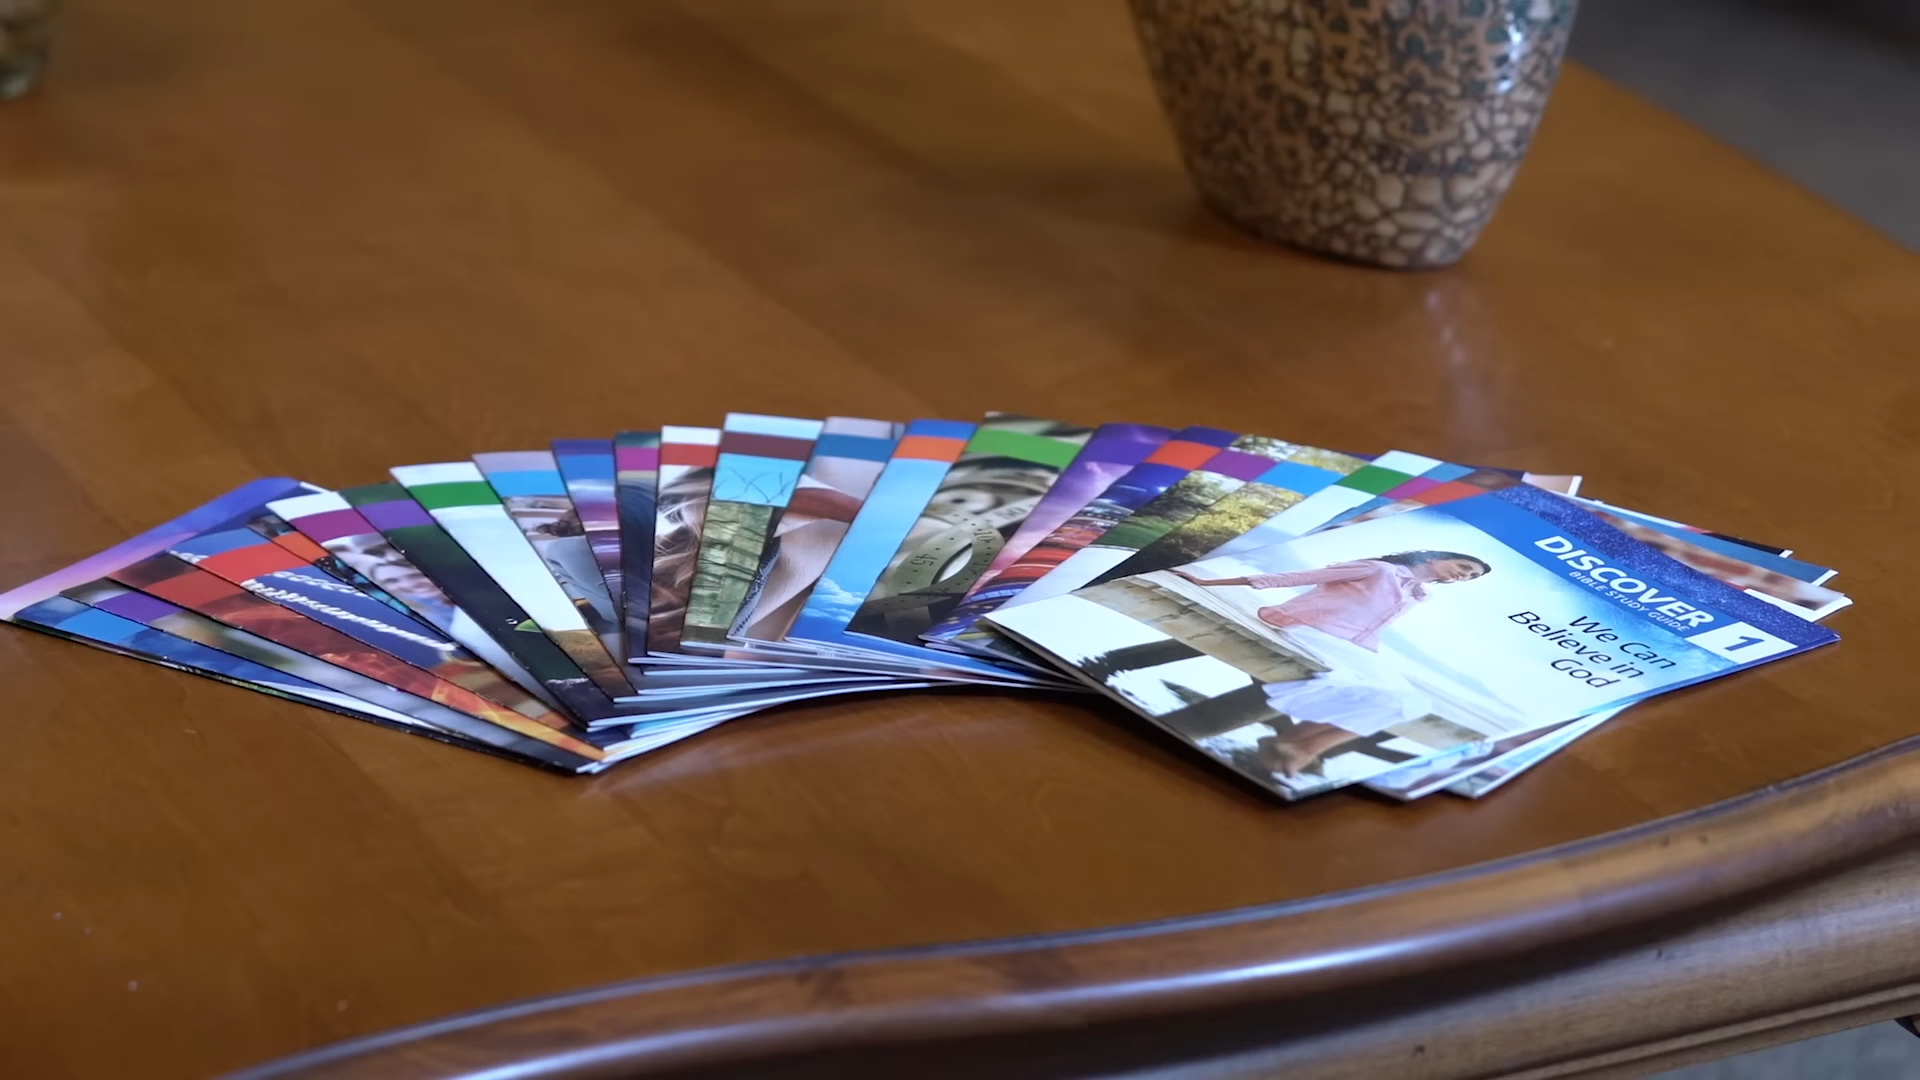 DISCOVER
BIBLE STUDY GUIDE
1
We Can
Believe in
God